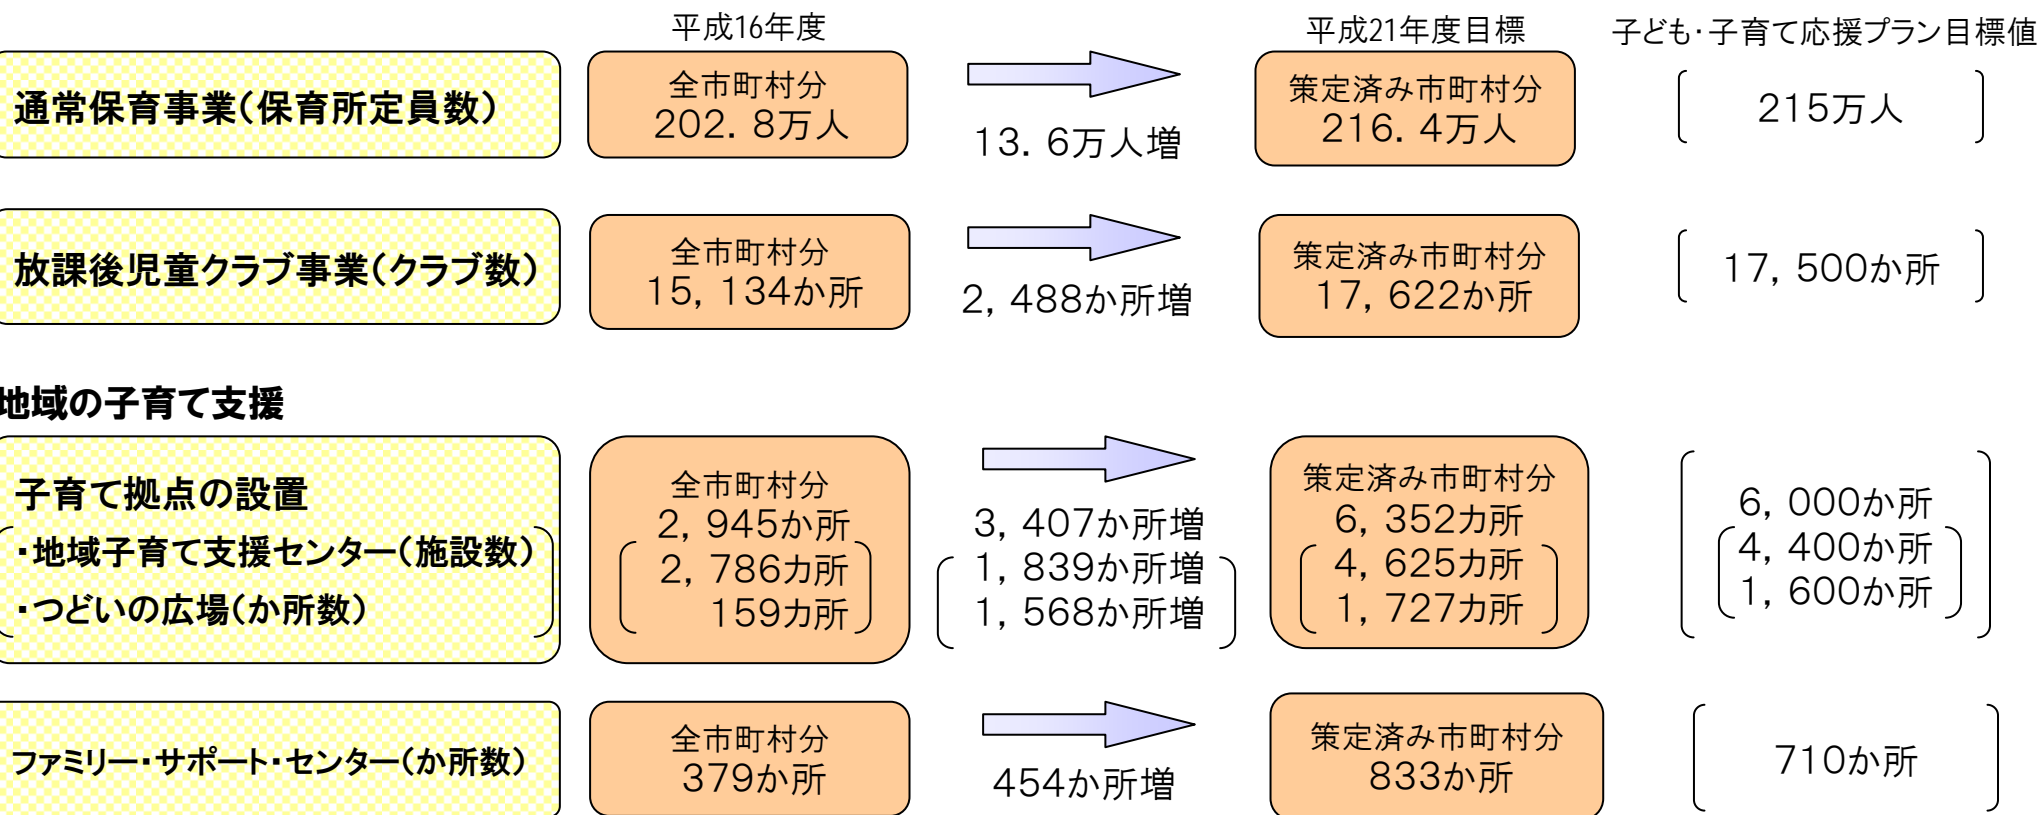 平成16年度
平成21年度目標
子ども・子育て応援プラン目標値
通常保育事業(保育所定員数)
全市町村分
202.8万人
13.6万人増
策定済み市町村分
216.4万人
215万人
放課後児童クラブ事業(クラブ数)
全市町村分
15,134か所
2,488か所増
策定済み市町村分
17,622か所
17,500か所
地域の子育て支援
子育て拠点の設置
・地域子育て支援センター(施設数)
・つどいの広場(か所数)
全市町村分
2,945か所
2,786カ所
159カ所
3,407か所増
1,839か所増
1,568か所増
策定済み市町村分
6,352カ所
4,625カ所
1,727カ所
6,000か所
4,400か所
1,600か所
ファミリー・サポート・センター(か所数)
全市町村分
379か所
454か所増
策定済み市町村分
833か所
710か所